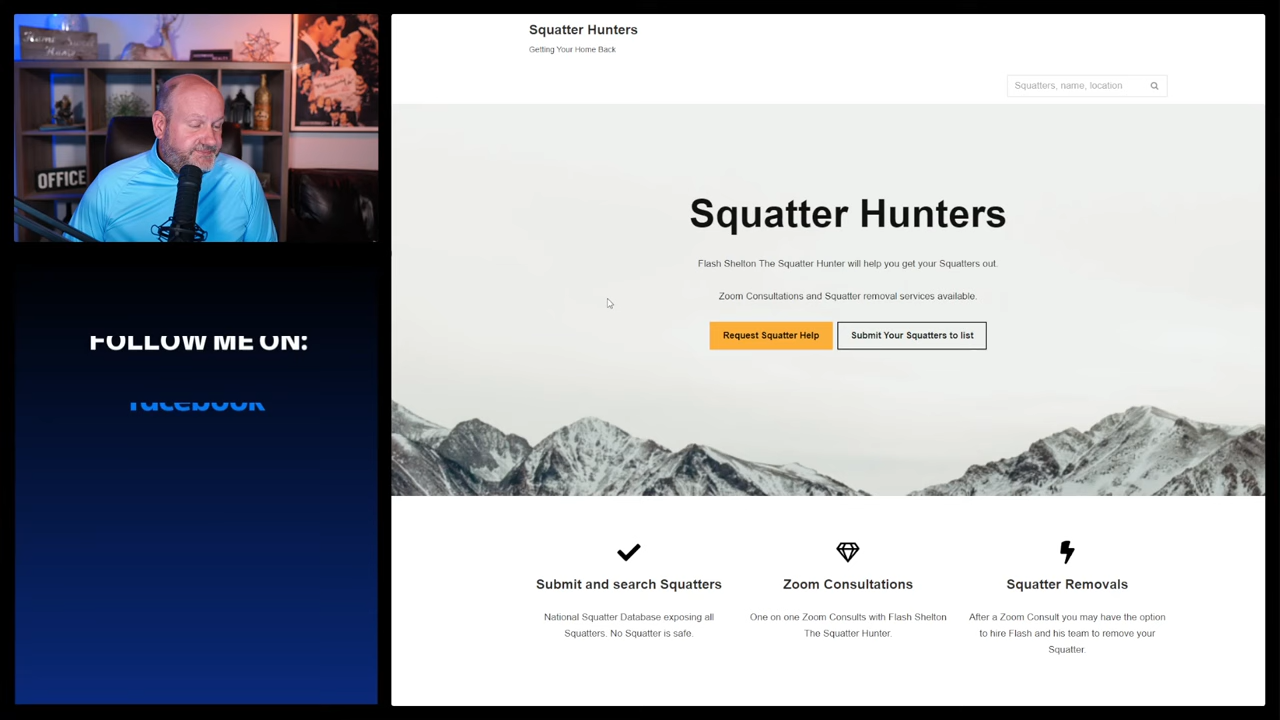 OFFICE
FOLLOW ME ON:
facebook
Squatter Hunters
Getting Your Home Back
Squatters, name, location
Squatter Hunters
Flash Shelton The Squatter Hunter will help you get your Squatters out.
Zoom Consultations and Squatter removal services available.
Request Squatter Help
Submit Your Squatters to list
Submit and search Squatters
National Squatter Database exposing all
Squatters. No Squatter is safe.
Zoom Consultations
One on one Zoom Consults with Flash Shelton
The Squatter Hunter.
Squatter Removals
After a Zoom Consult you may have the option
to hire Flash and his team to remove your
Squatter.